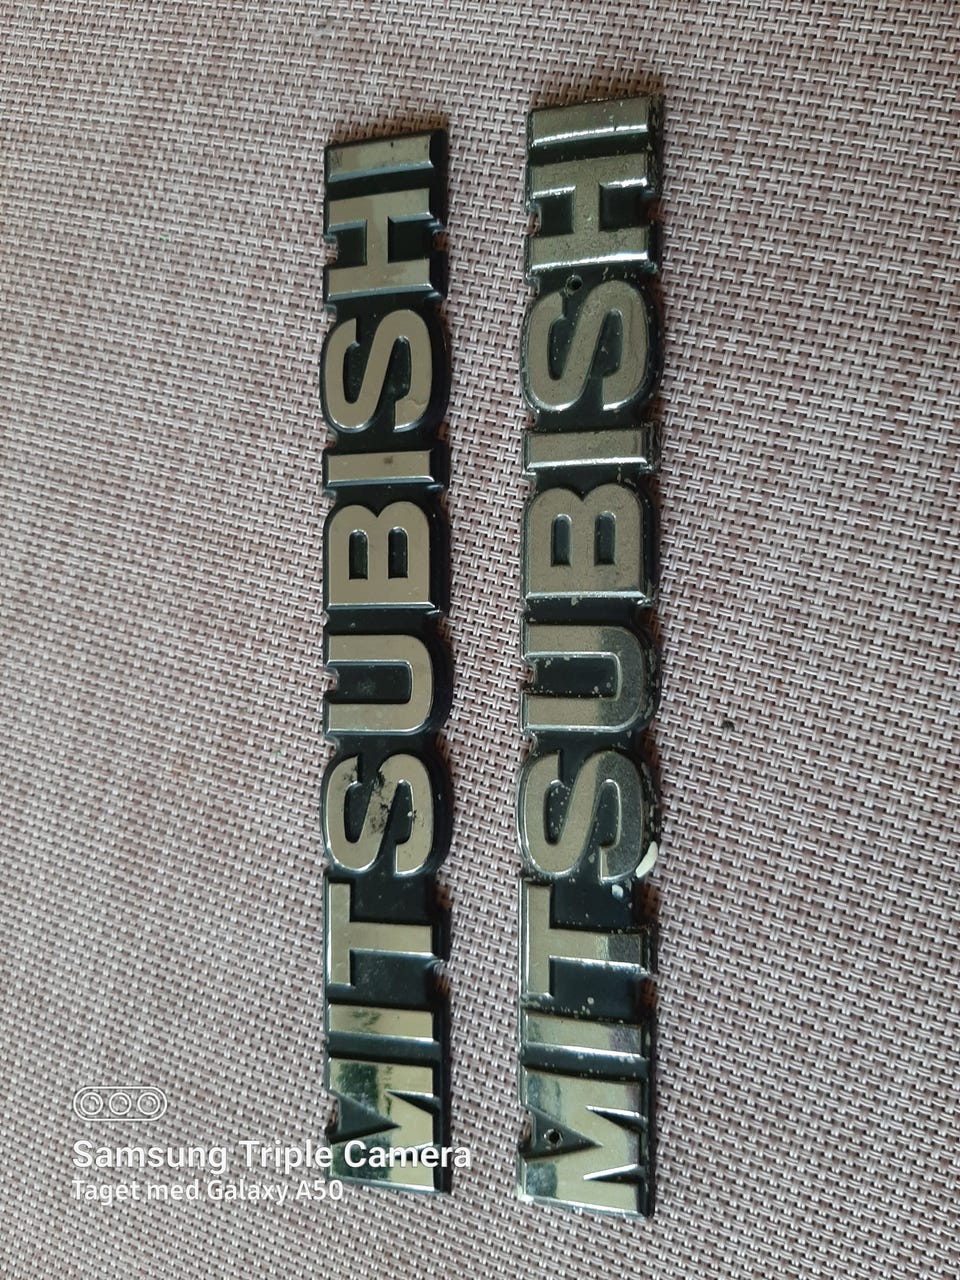 MITSUBISHI
MITSUBISHI
Samsung Triple Camera
Taget med Galaxy A50